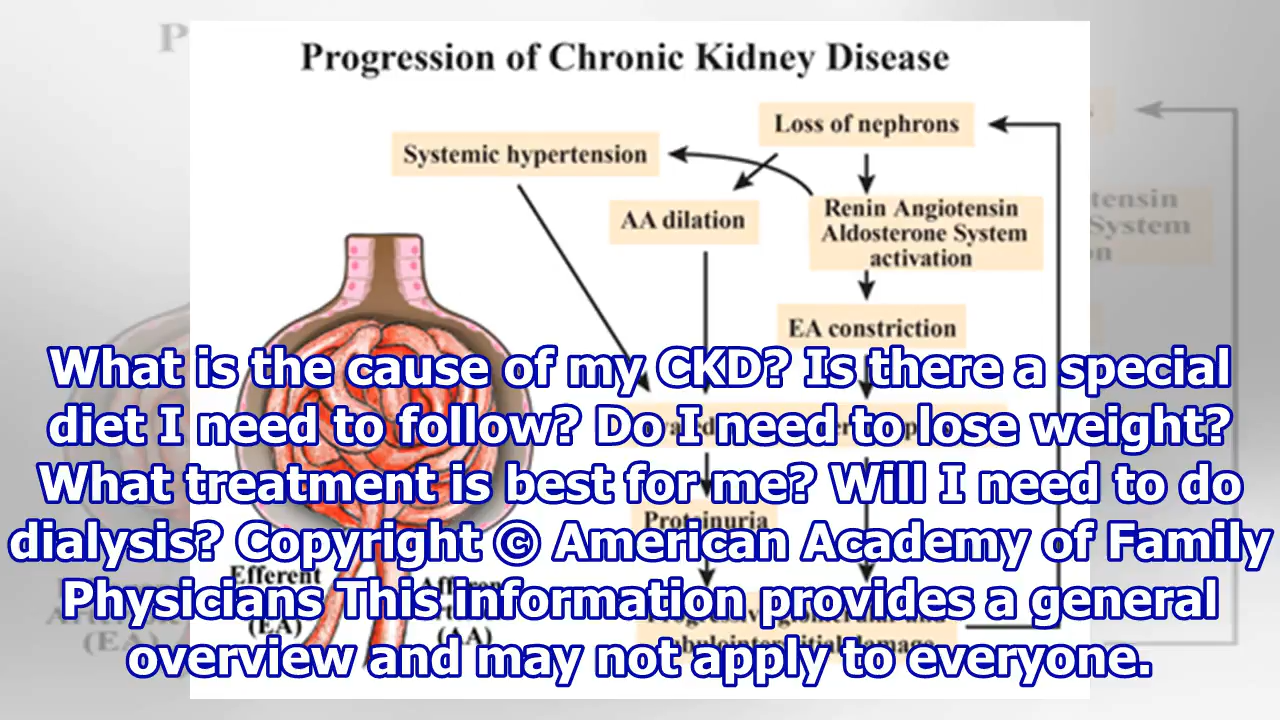 Progression of Chronic Kidney Disease
Loss of nephrons
Systemic hypertension
AA dilation
Renin Angiotensin
Aldosterone System
activation
EA constriction
What is the cause of my CKD? Is there a special
diet I need to follow? Do I need to lose weight?
What treatment is best for me? Will I need to do
dialysis? Copyright © American Academy of Family
Physicians This information provides a general
overview and may not apply to everyone.
Proteinuria
Efferent
(EA)
(AA)